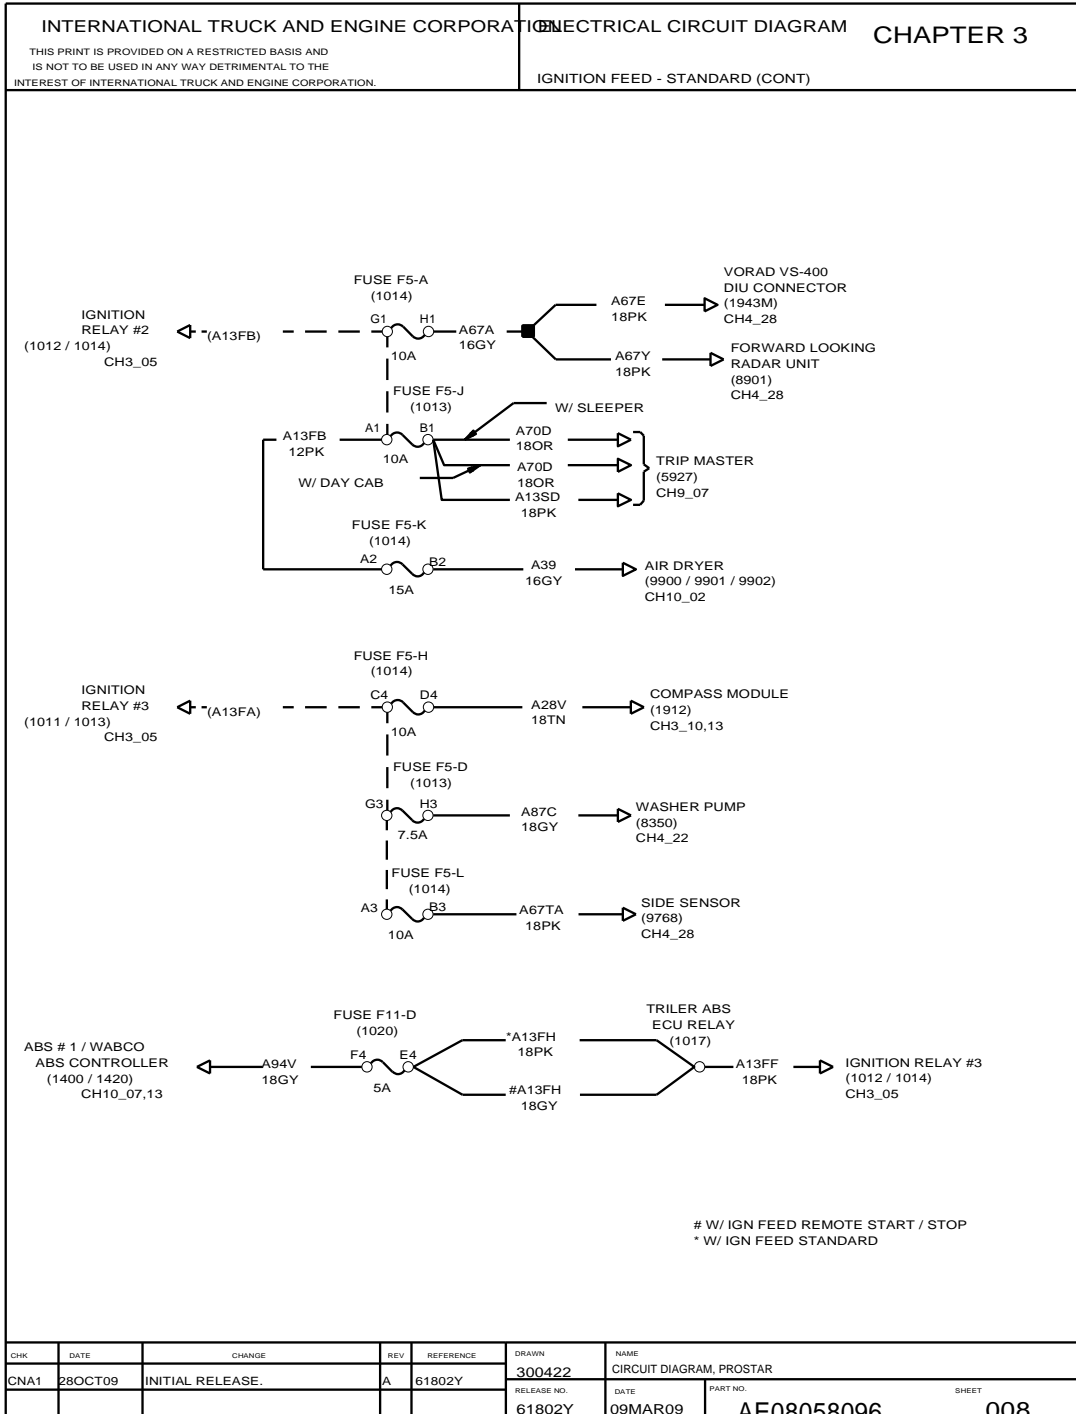 INTERNATIONAL TRUCK AND ENGINE CORPORATION
ELECTRICAL CIRCUIT DIAGRAM
CHAPTER 3
THIS PRINT IS PROVIDED ON A RESTRICTED BASIS AND
IS NOT TO BE USED IN ANY WAY DETRIMENTAL TO THE
INTEREST OF INTERNATIONAL TRUCK AND ENGINE CORPORATION.
IGNITION FEED - STANDARD (CONT)
IGNITION
RELAY #2
(1012 / 1014)
CH3_05
(A13FB)
FUSE F5-A
(1014)
G1
H1
10A
A67A
16GY
A67E
18PK
VORAD VS-400
DIU CONNECTOR
(1943M)
CH4_28
A67Y
18PK
FORWARD LOOKING
RADAR UNIT
(8901)
CH4_28
FUSE F5-J
(1013)
A13FB
12PK
A1
B1
10A
W/ SLEEPER
W/ DAY CAB
A70D
18OR
A70D
18OR
A13SD
18PK
TRIP MASTER
(5927)
CH9_07
FUSE F5-K
(1014)
A2
B2
15A
A39
16GY
AIR DRYER
(9900 / 9901 / 9902)
CH10_02
IGNITION
RELAY #3
(1011 / 1013)
CH3_05
(A13FA)
FUSE F5-H
(1014)
C4
D4
10A
A28V
18TN
COMPASS MODULE
(1912)
CH3_10,13
FUSE F5-D
(1013)
G3
H3
7.5A
A87C
18GY
WASHER PUMP
(8350)
CH4_22
FUSE F5-L
(1014)
A3
B3
10A
A67TA
18PK
SIDE SENSOR
(9768)
CH4_28
ABS # 1 / WABCO
ABS CONTROLLER
(1400 / 1420)
CH10_07,13
A94V
18GY
FUSE F11-D
(1020)
F4
E4
5A
*A13FH
18PK
#A13FH
18GY
TRILER ABS
ECU RELAY
(1017)
A13FF
18PK
IGNITION RELAY #3
(1012 / 1014)
CH3_05
# W/ IGN FEED REMOTE START / STOP
* W/ IGN FEED STANDARD
CHK DATE CHANGE REV REFERENCE
CNA1 28OCT09 INITIAL RELEASE. A 61802Y
DRAWN
300422
NAME
CIRCUIT DIAGRAM, PROSTAR
RELEASE NO.
61802Y
DATE
09MAR09
PART NO.
AE08058096
SHEET
008